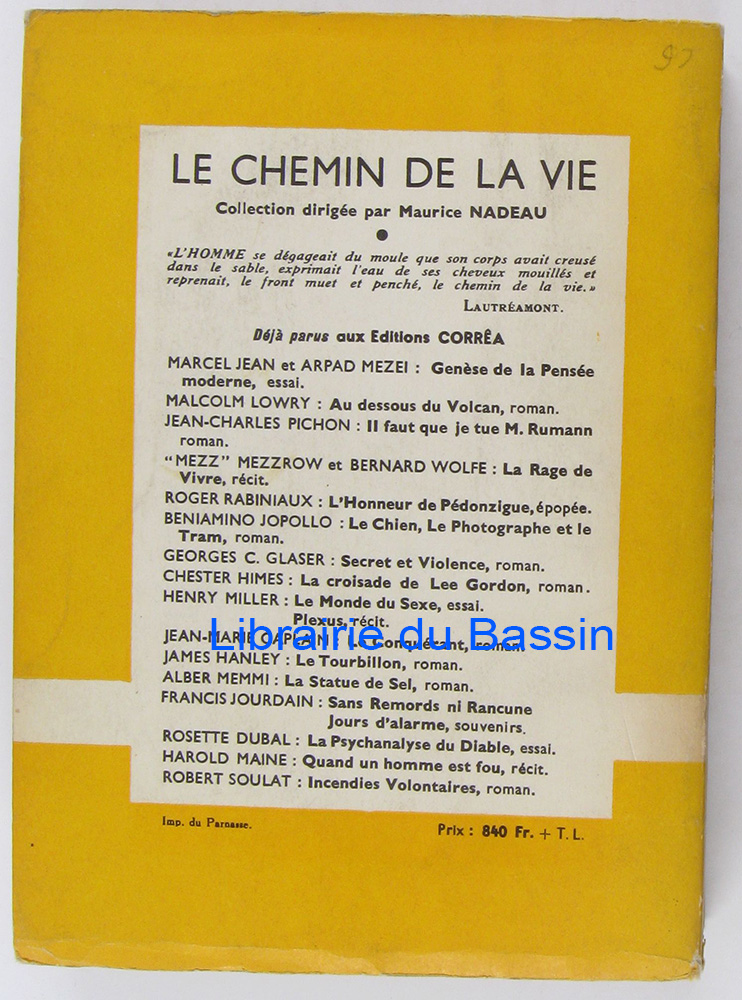 97
LE CHEMIN DE LA VIE
Collection dirigée par Maurice NADEAU
●
«L'HOMME se dégageait du moule que son corps avait creusé
dans le sable, exprimait l'eau de ses cheveux mouillés et
reprenait, le front muet et penché, le chemin de la vie.»
LAUTRÉAMONT.
Déjà parus aux Editions CORRÊA
MARCEL JEAN et ARPAD MEZEI : Genèse de la Pensée
moderne, essai.
MALCOLM LOWRY : Au dessous du Volcan, roman.
JEAN-CHARLES PICHON : Il faut que je tue M. Rumann
roman.
"MEZZ" MEZZROW et BERNARD WOLFE : La Rage de
Vivre, récit.
ROGER RABINIAUX : L'Honneur de Pédonzigue, épopée.
BENIAMINO JOPOLLO : Le Chien, Le Photographe et le
Tram, roman.
GEORGES C. GLASER : Secret et Violence, roman.
CHESTER HIMES : La croisade de Lee Gordon, roman.
HENRY MILLER : Le Monde du Sexe, essai.
Plexus, récit.
Librairie du Bassin
JEAN-MARIE : Le Conquérant, roman.
JAMES HANLEY : Le Tourbillon, roman.
ALBER MEMMI : La Statue de Sel, roman.
FRANCIS JOURDAIN : Sans Remords ni Rancune
Jours d'alarme, souvenirs.
ROSETTE DUBAL : La Psychanalyse du Diable, essai.
HAROLD MAINE : Quand un homme est fou, récit.
ROBERT SOULAT : Incendies Volontaires, roman.
Imp. du Parnasse.
Prix : 840 Fr. + T. L.